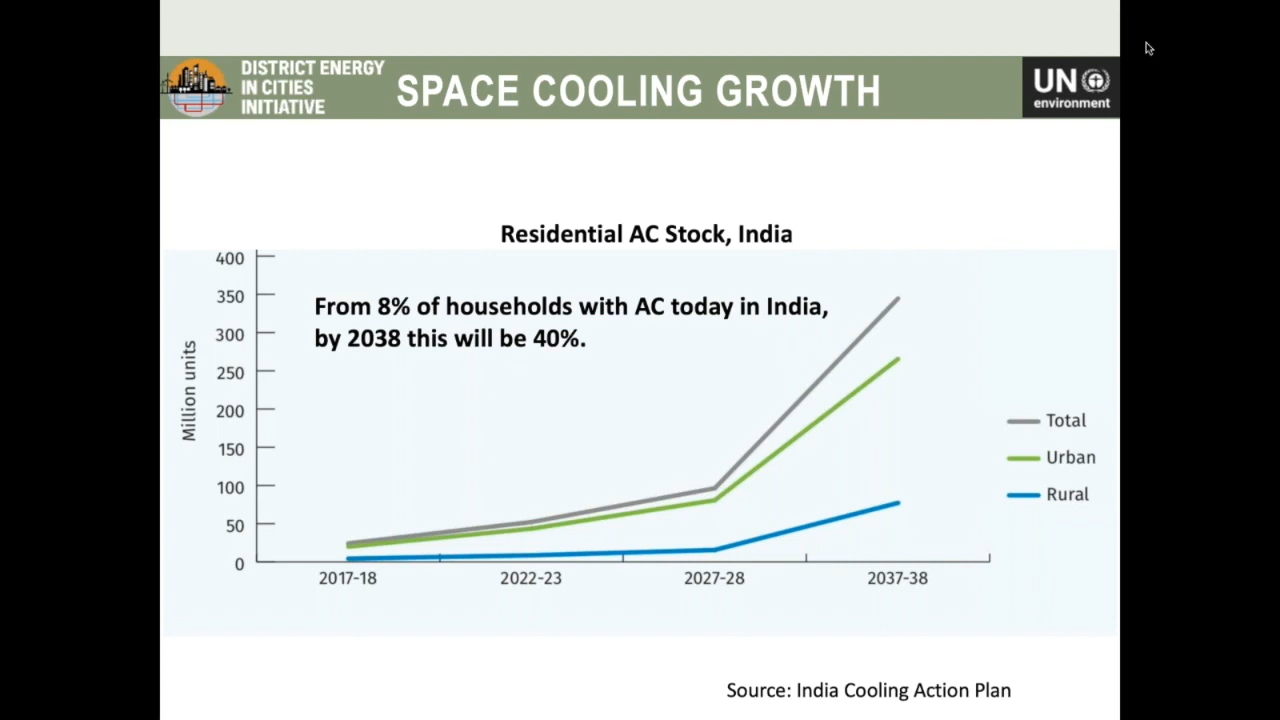 DISTRICT ENERGY
IN CITIES
INITIATIVE
SPACE COOLING GROWTH
UN
environment
Residential AC Stock, India
From 8% of households with AC today in India,
by 2038 this will be 40%.
Million units
400
350
300
250
200
150
100
50
0
2017-18 2022-23 2027-28 2037-38
Total
Urban
Rural
Source: India Cooling Action Plan